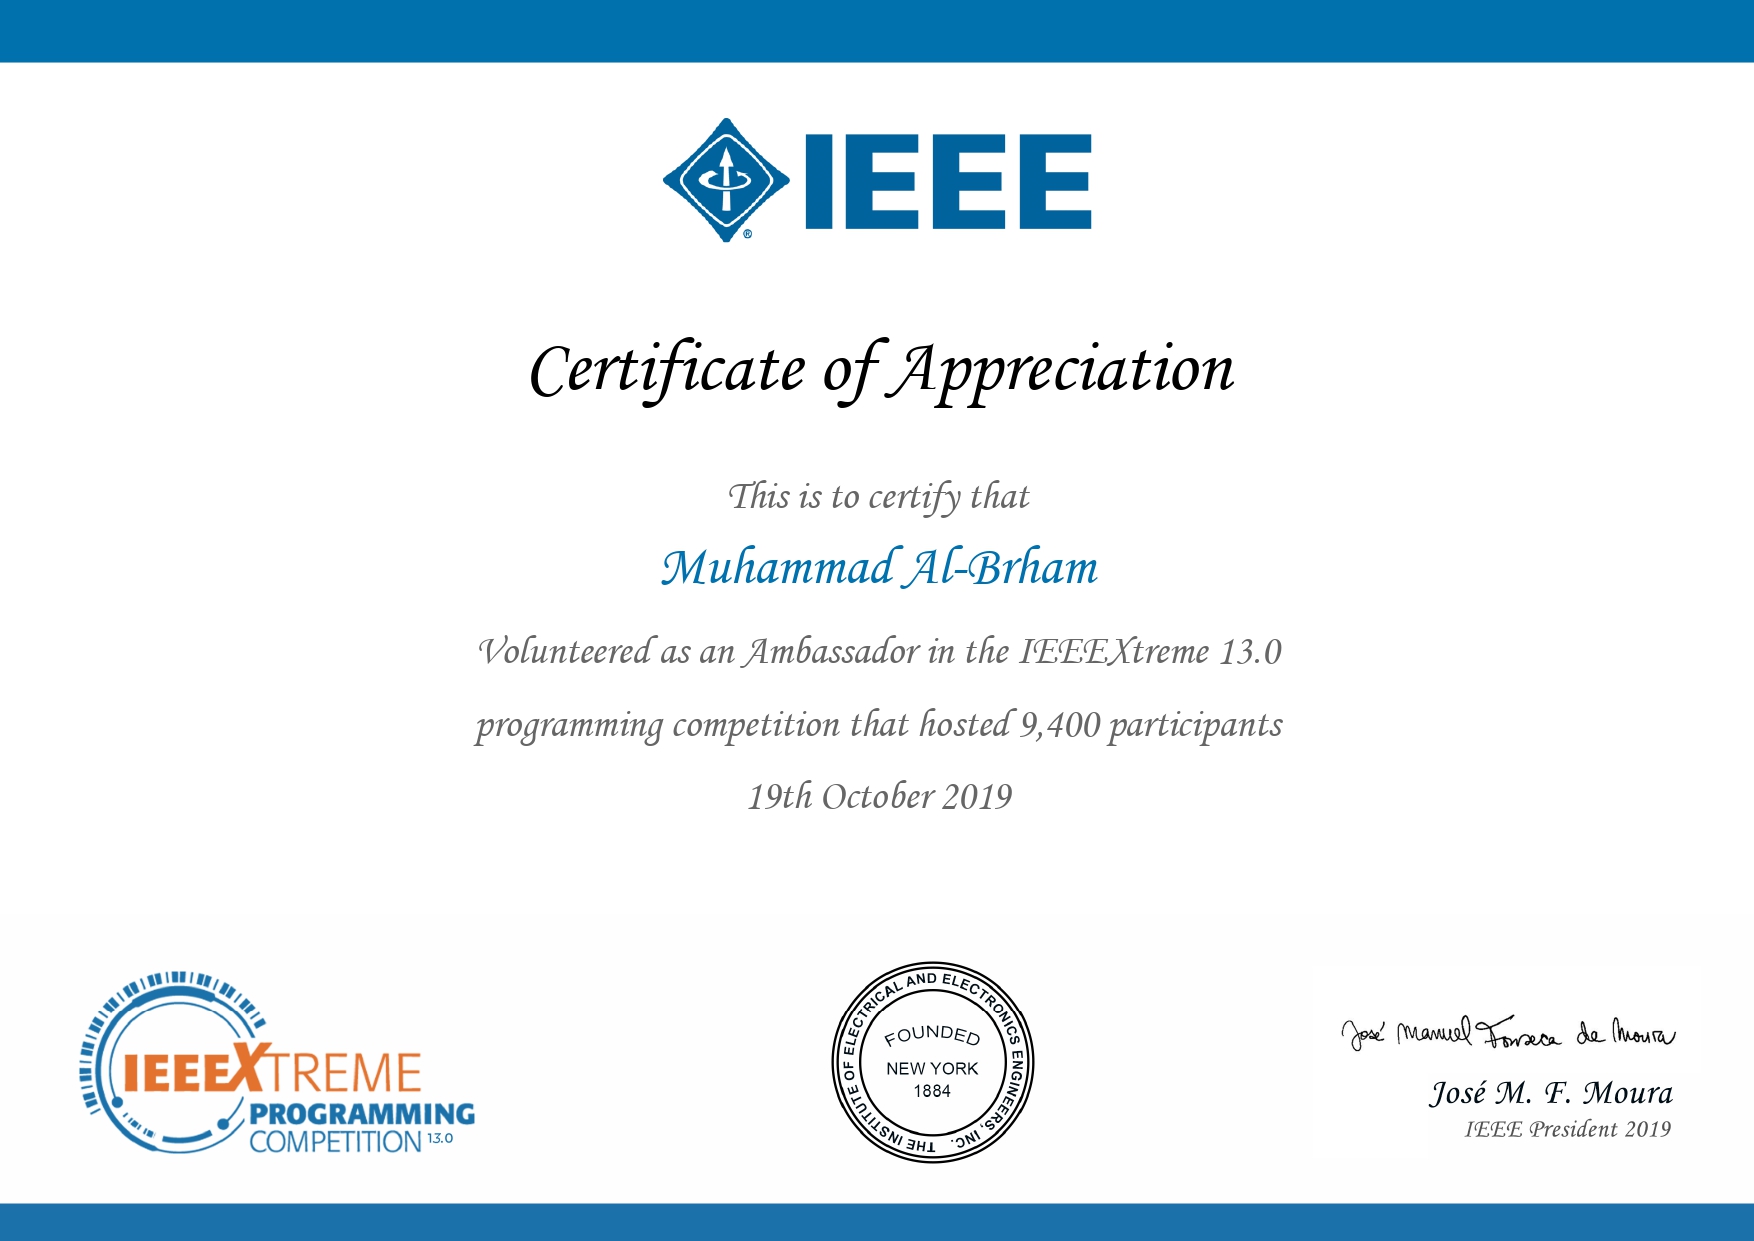 IEEE
®
Certificate of Appreciation
This is to certify that
Muhammad Al-Brham
Volunteered as an Ambassador in the IEEEXtreme 13.0
programming competition that hosted 9,400 participants
19th October 2019
IEEEXTREME
PROGRAMMING
COMPETITION 13.0
THE INSTITUTE OF ELECTRICAL AND ELECTRONICS ENGINEERS, INC.
FOUNDED
NEW YORK
1884
José Manuel Fonseca de Moura
José M. F. Moura
IEEE President 2019